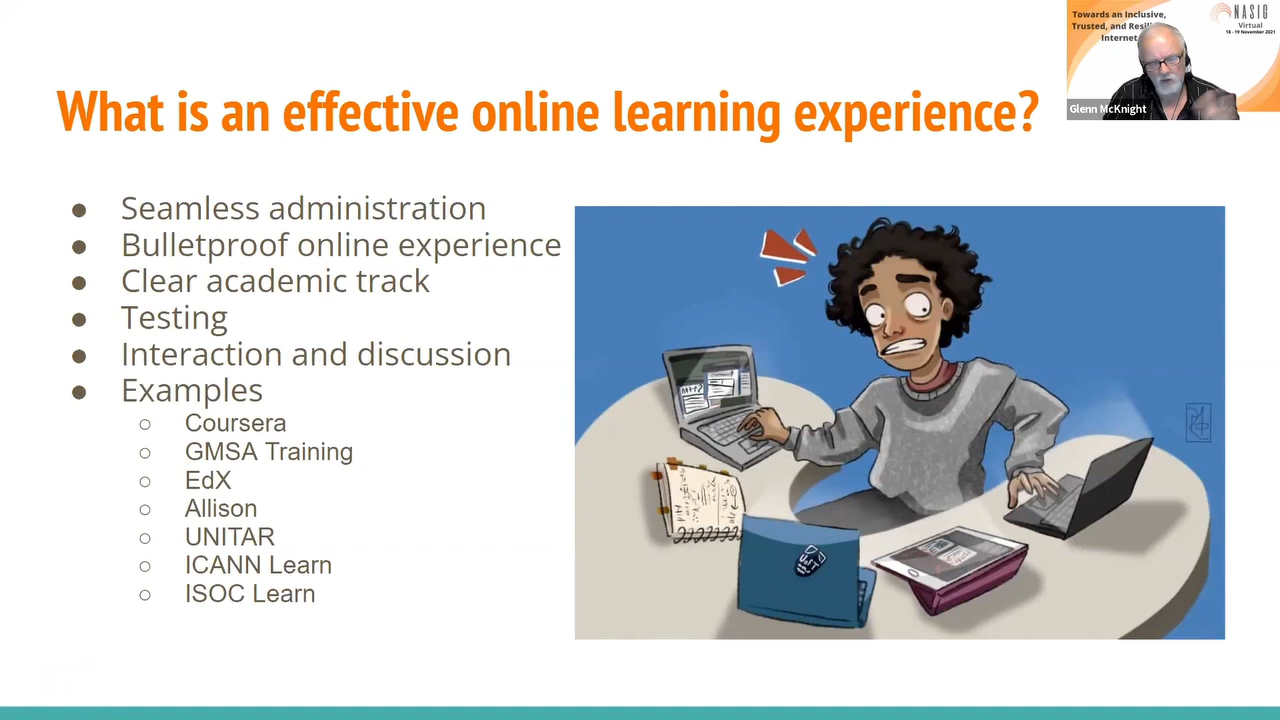 What is an effective online learning experience?
● Seamless administration
● Bulletproof online experience
● Clear academic track
● Testing
● Interaction and discussion
● Examples
○ Coursera
○ GMSA Training
○ EdX
○ Allison
○ UNITAR
○ ICANN Learn
○ ISOC Learn
Towards an Inclusive,
Trusted, and
Internet
NASIG
Virtual
18 - 19 November 2021
Glenn McKnight
UofT